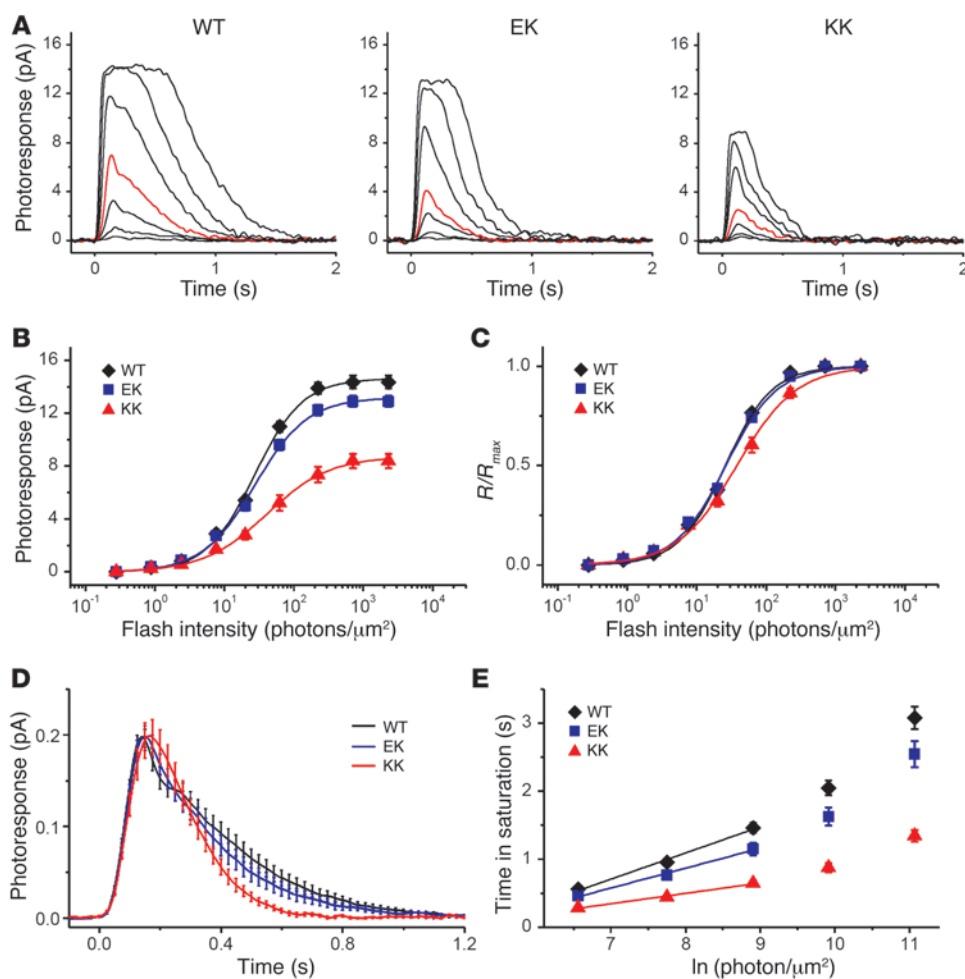 A
WT
EK
KK
Photoresponse (pA)
16
12
8
4
0
0
1
2
Time (s)
16
12
8
4
0
0
1
2
Time (s)
16
12
8
4
0
0
1
2
Time (s)
B
Photoresponse (pA)
16
12
8
4
0
WT
EK
KK
10-1
100
101
102
103
104
Flash intensity (photons/μm2)
C
R/Rmax
1.0
0.5
0.0
WT
EK
KK
10-1
100
101
102
103
104
Flash intensity (photons/μm2)
D
Photoresponse (pA)
0.2
0.1
0.0
WT
EK
KK
0.0
0.4
0.8
1.2
Time (s)
E
Time in saturation (s)
3
2
1
0
WT
EK
KK
7
8
9
10
11
ln (photon/μm2)